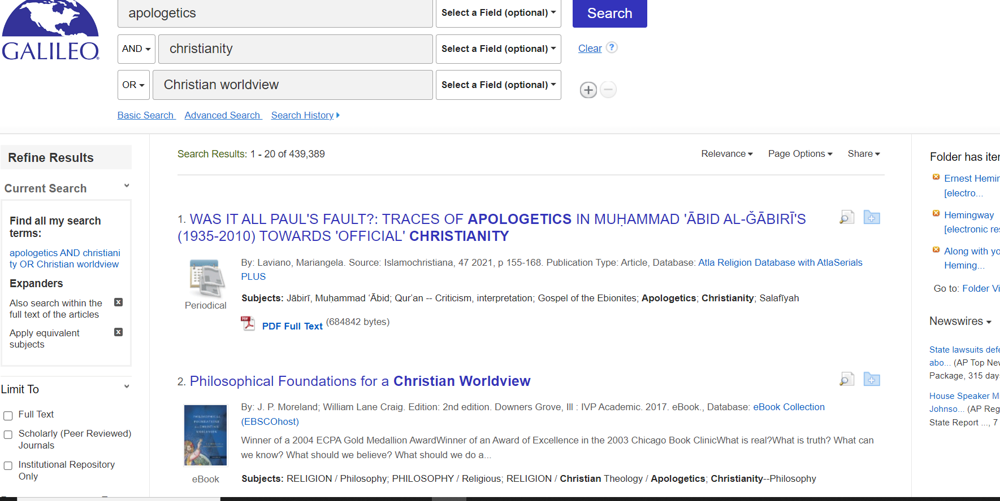 apologetics
Select a Field (optional)
Search
GALILEO
AND
christianity
Select a Field (optional)
Clear
?
OR
Christian worldview
Select a Field (optional)
Basic Search
Advanced Search
Search History
Refine Results
Current Search
Find all my search
terms:
apologetics AND christiani
ty OR Christian worldview
Expanders
Also search within the
full text of the articles
Apply equivalent
subjects
Limit To
Full Text
Scholarly (Peer Reviewed)
Journals
Institutional Repository
Only
Search Results: 1 - 20 of 439,389
Relevance
Page Options
Share
1. WAS IT ALL PAUL'S FAULT?: TRACES OF APOLOGETICS IN MUḤAMMAD 'ĀBID AL-ǦĀBIRĪ'S
(1935-2010) TOWARDS 'OFFICIAL' CHRISTIANITY
Periodical
By: Laviano, Mariangela. Source: Islamochristiana, 47 2021, p 155-168. Publication Type: Article, Database: Atla Religion Database with AtlaSerials
PLUS
Subjects: Jābirī, Muḥammad ʻĀbid; Qur'an -- Criticism, interpretation; Gospel of the Ebionites; Apologetics; Christianity; Salafīyah
PDF
PDF Full Text (684842 bytes)
2. Philosophical Foundations for a Christian Worldview
PHILOSOPHICAL
FOUNDATIONS
CHRISTIAN
WORLDVIEW
eBook
By: J. P. Moreland; William Lane Craig. Edition: 2nd edition. Downers Grove, Ill : IVP Academic. 2017. eBook., Database: eBook Collection
(EBSCOhost)
Winner of a 2004 ECPA Gold Medallion AwardWinner of an Award of Excellence in the 2003 Chicago Book ClinicWhat is real?What is truth? What can
we know? What should we believe? What should we do a...
Subjects: RELIGION / Philosophy; PHILOSOPHY / Religious; RELIGION / Christian Theology / Apologetics; Christianity--Philosophy
Folder has iter
Ernest Hemin
[electro...
Hemingway
[electronic res
Along with yo
Heming...
Go to: Folder Vi
Newswires
State lawsuits defe
abo... (AP Top Nev
Package, 315 day
House Speaker M
Johnso... (AP Reg
State Report ..., 7